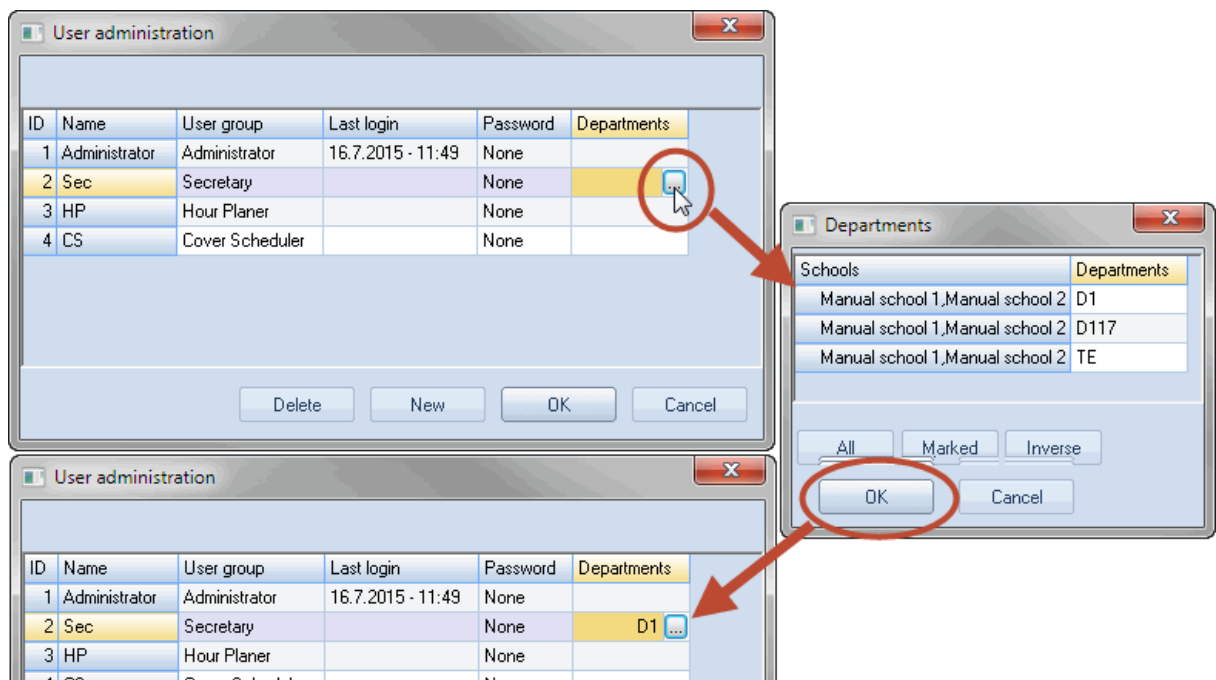 User administration
ID Name User group Last login Password Departments
1 Administrator Administrator 16.7.2015 - 11:49 None
2 Sec Secretary None ...
3 HP Hour Planer None
4 CS Cover Scheduler None
Delete New OK Cancel
Departments
Schools Departments
Manual school 1,Manual school 2 D1
Manual school 1,Manual school 2 D117
Manual school 1,Manual school 2 TE
All Marked Inverse
OK Cancel
User administration
ID Name User group Last login Password Departments
1 Administrator Administrator 16.7.2015 - 11:49 None
2 Sec Secretary None D1 ...
3 HP Hour Planer None